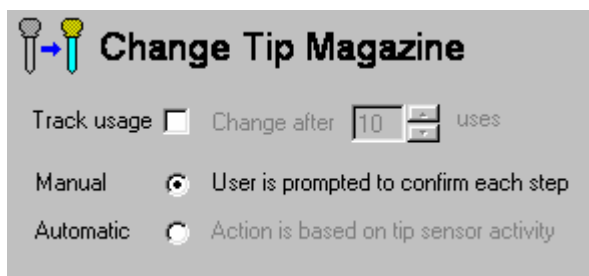 Change Tip Magazine
Track usage Change after 10 uses
Manual User is prompted to confirm each step
Automatic Action is based on tip sensor activity